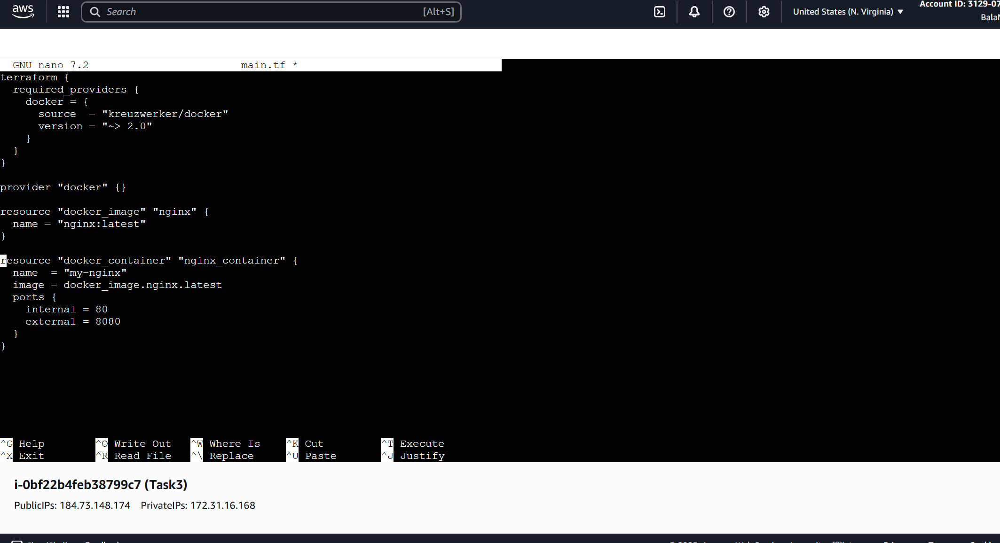 aws Search [Alt+S] United States (N. Virginia) ▼ Account ID: 3129-07
Bala
GNU nano 7.2 main.tf *
terraform {
  required_providers {
    docker = {
      source  = "kreuzwerker/docker"
      version = "~> 2.0"
    }
  }
}
provider "docker" {}
resource "docker_image" "nginx" {
  name = "nginx:latest"
}
resource "docker_container" "nginx_container" {
  name  = "my-nginx"
  image = docker_image.nginx.latest
  ports {
    internal = 80
    external = 8080
  }
}
^G Help ^O Write Out ^W Where Is ^K Cut ^T Execute
^X Exit ^R Read File ^\ Replace ^U Paste ^J Justify
i-0bf22b4feb38799c7 (Task3)
PublicIPs: 184.73.148.174 PrivateIPs: 172.31.16.168